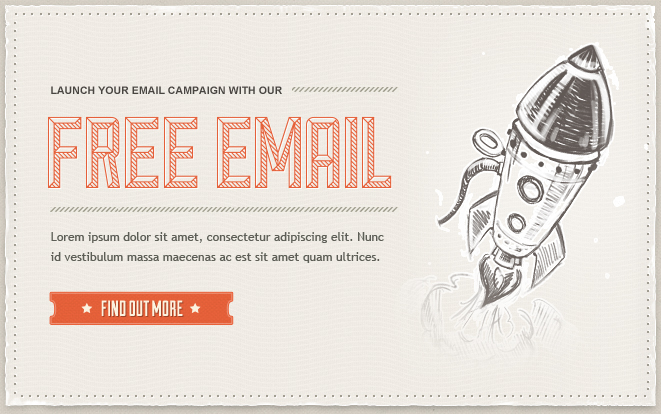 LAUNCH YOUR EMAIL CAMPAIGN WITH OUR
FREE EMAIL
Lorem ipsum dolor sit amet, consectetur adipiscing elit. Nunc
id vestibulum massa maecenas ac est sit amet quam ultrices.
FIND OUT MORE